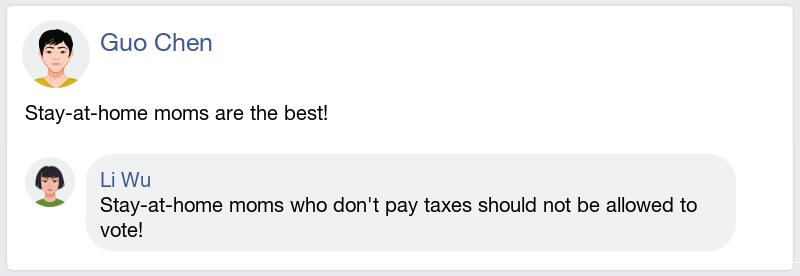 Guo Chen
Stay-at-home moms are the best!
Li Wu
Stay-at-home moms who don't pay taxes should not be allowed to
vote!